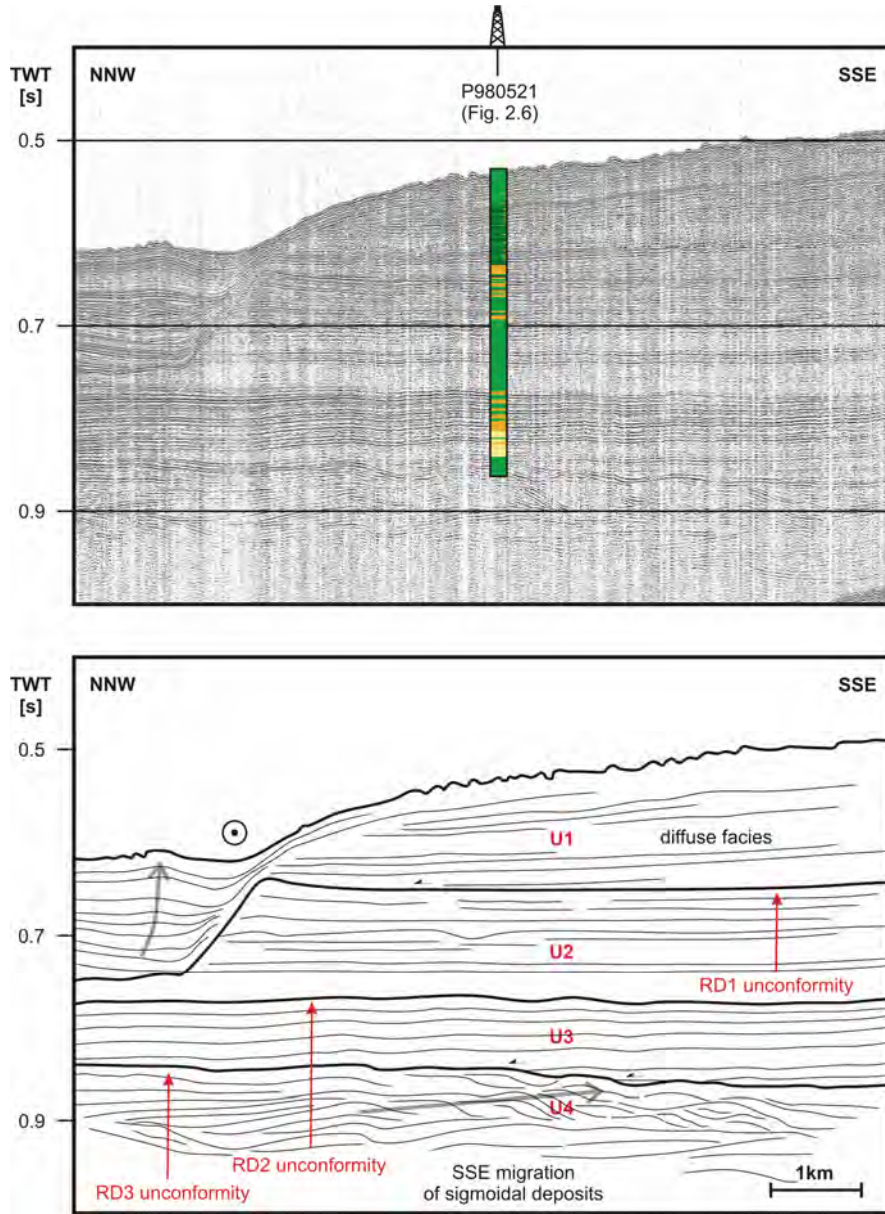 TWT
[s]
NNW
SSE
P980521
(Fig. 2.6)
0.5
0.7
0.9
TWT
[s]
NNW
SSE
0.5
U1
diffuse facies
0.7
U2
RD1 unconformity
U3
U4
0.9
RD2 unconformity
SSE migration
of sigmoidal deposits
RD3 unconformity
1km